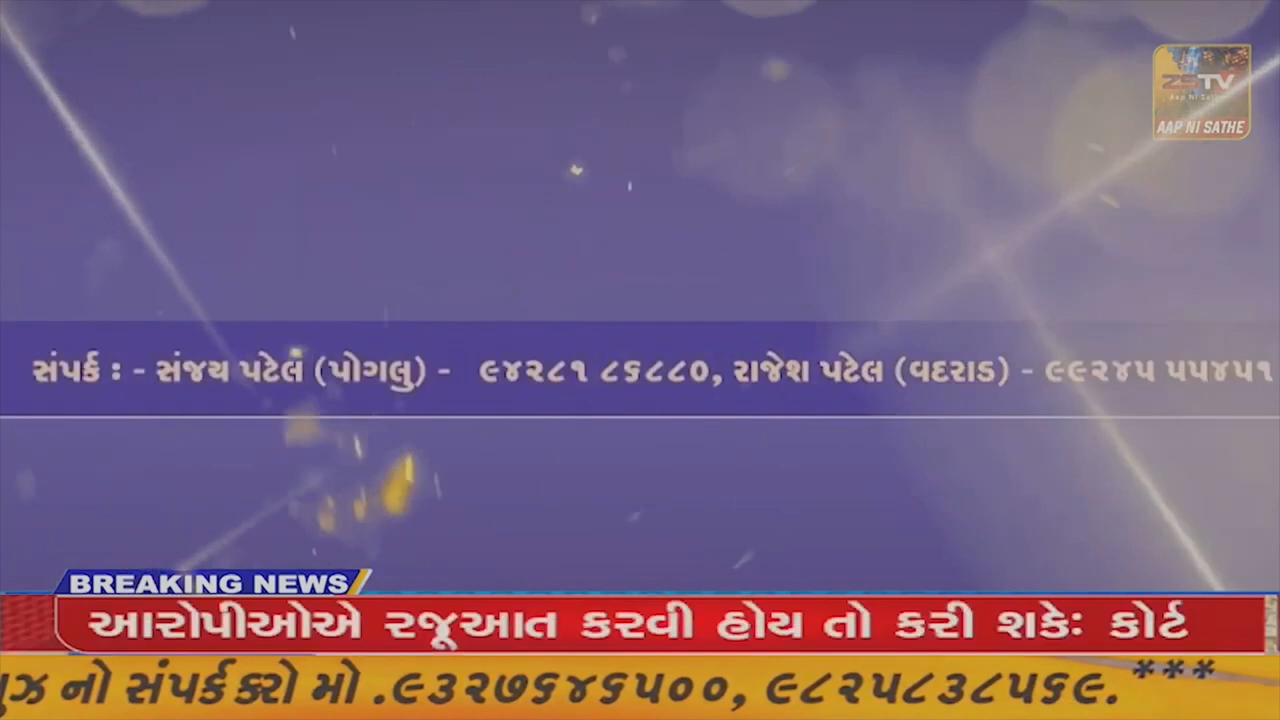 ZSTV
Aap Ni Sathe
AAP NI SATHE
સંપર્ક : - સંજય પટેલ (પોગલુ) - ૯૪૨૮૧ ૮૬૮૮૦, રાજેશ પટેલ (વદરાડ) - ૯૯૨૪૫ ૫૫૪૫૧
BREAKING NEWS
આરોપીઓએ રજૂઆત કરવી હોય તો કરી શકેઃ કોર્ટ
નો સંપર્ક કરો મો .૯૩૨૭૬૪૬૫૦૦, ૯૮૨૫૮૩૮૫૬૯. ***